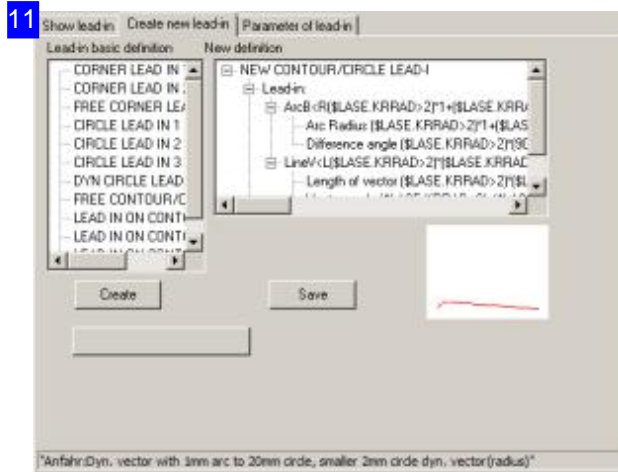 11
Show lead-in Create new lead-in Parameter of lead-in
Lead-in basic definition New definition
CORNER LEAD IN
CORNER LEAD IN
FREE CORNER LEA
CIRCLE LEAD IN 1
CIRCLE LEAD IN 2
CIRCLE LEAD IN 3
DYN CIRCLE LEAD
FREE CONTOUR/C
LEAD IN ON CONT
LEAD IN ON CONT
NEW CONTOUR/CIRCLE LEAD-I
Lead-in:
ArcB<R($LASE.KRRAD>2)*1+($LASE.KRR
Arc Radius ($LASE.KRRAD>2)*1+($LAS
Difference angle ($LASE.KRRAD>2)*(90
LineV<L($LASE.KRRAD>2)*($LASE.KRRAD
Length of vector ($LASE.KRRAD>2)*($L
Create Save
"Anfahr:Dyn. vector with 1mm arc to 20mm circle, smaller 2mm circle dyn. vector(radius)"